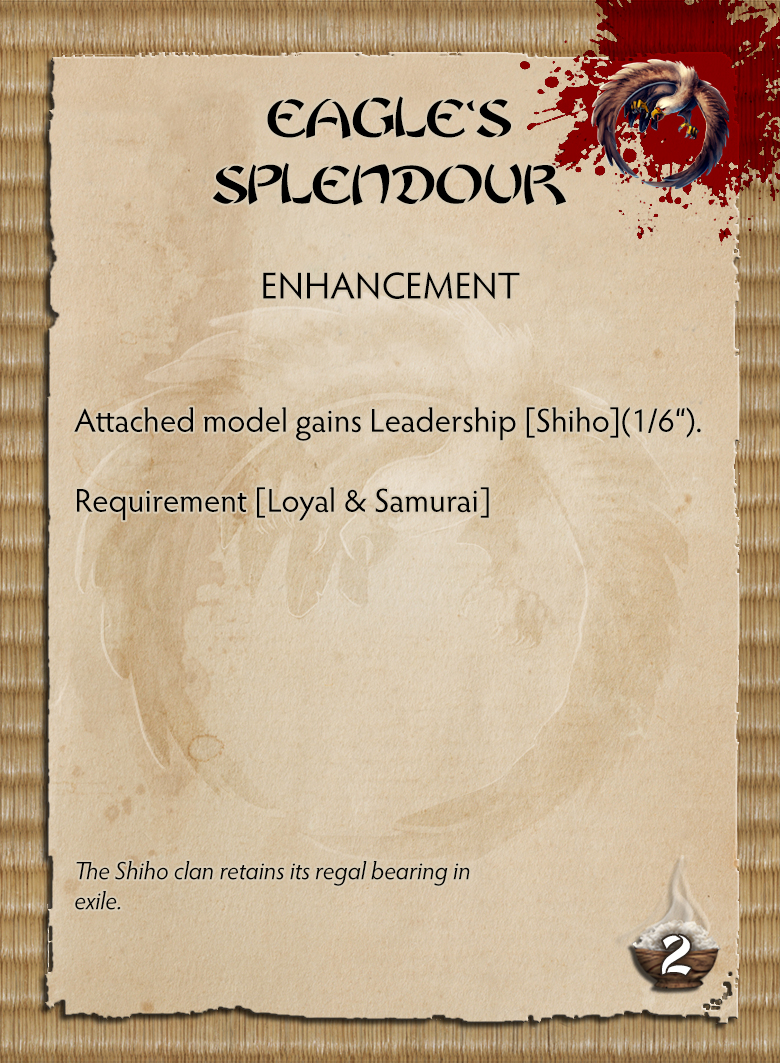 EAGLE'S
SPLENDOUR
ENHANCEMENT
Attached model gains Leadership [Shiho](1/6“).
Requirement [Loyal & Samurai]
The Shiho clan retains its regal bearing in
exile.
2